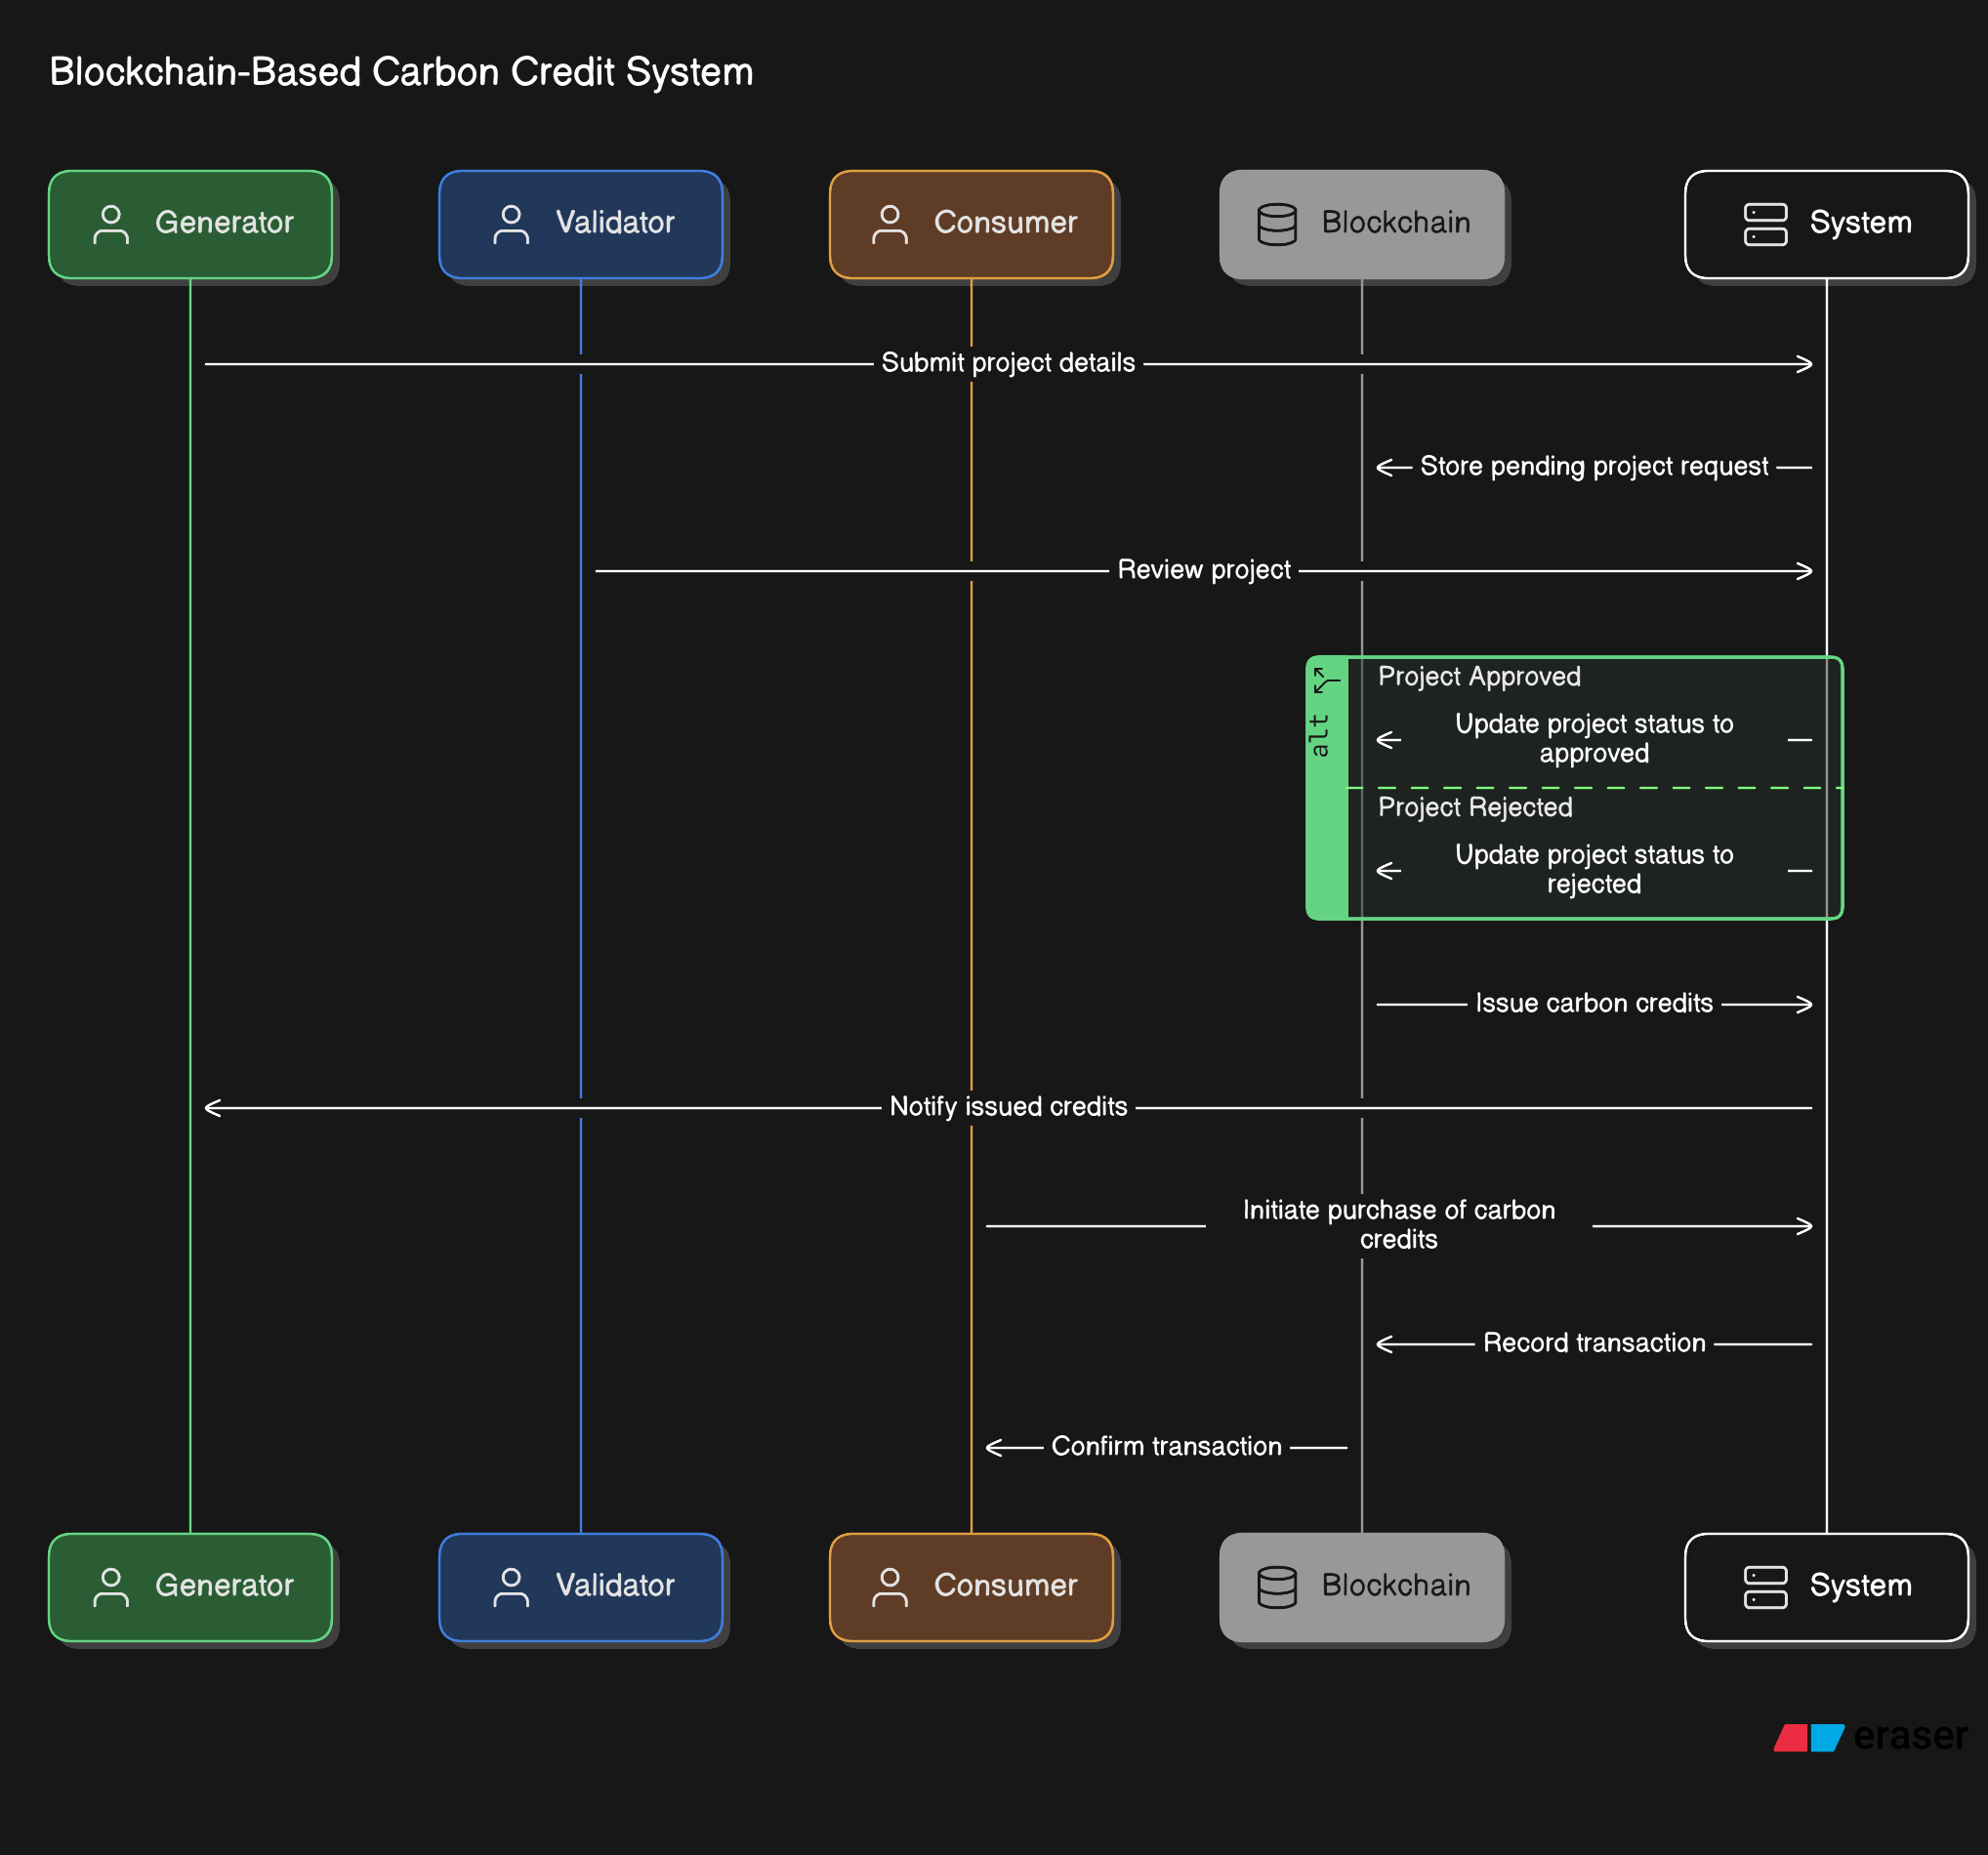 Blockchain-Based Carbon Credit System
Generator
Validator
Consumer
Blockchain
System
Submit project details
Store pending project request
Review project
alt
Project Approved
Update project status to
approved
Project Rejected
Update project status to
rejected
Issue carbon credits
Notify issued credits
Initiate purchase of carbon
credits
Record transaction
Confirm transaction
Generator
Validator
Consumer
Blockchain
System
eraser